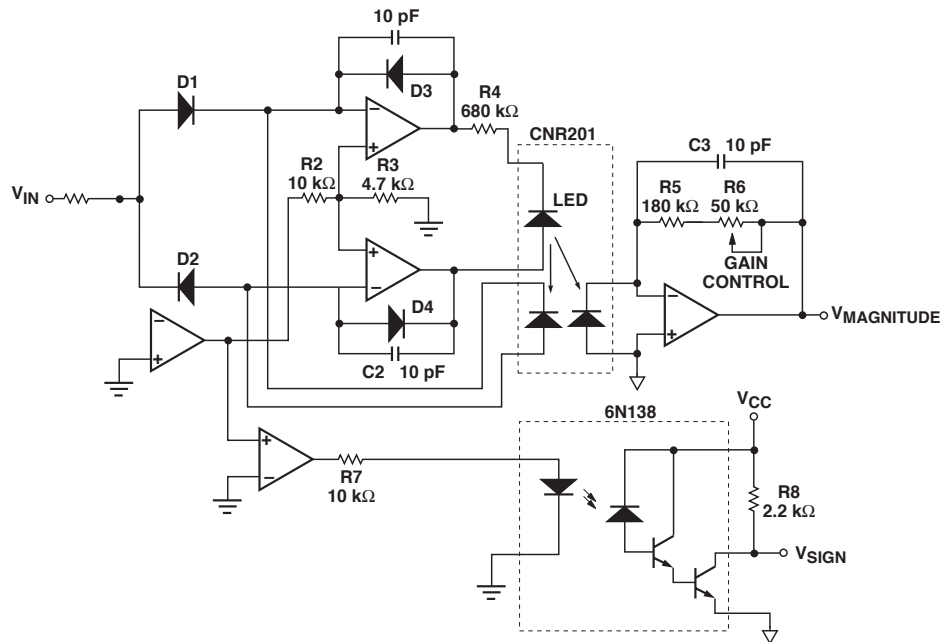 10 pF
D1
D3
R4
680 kΩ
CNR201
C3 10 pF
V_IN
R2
10 kΩ
R3
4.7 kΩ
LED
R5
180 kΩ
R6
50 kΩ
GAIN
CONTROL
D2
D4
V_MAGNITUDE
C2 10 pF
6N138
V_CC
R7
10 kΩ
R8
2.2 kΩ
V_SIGN